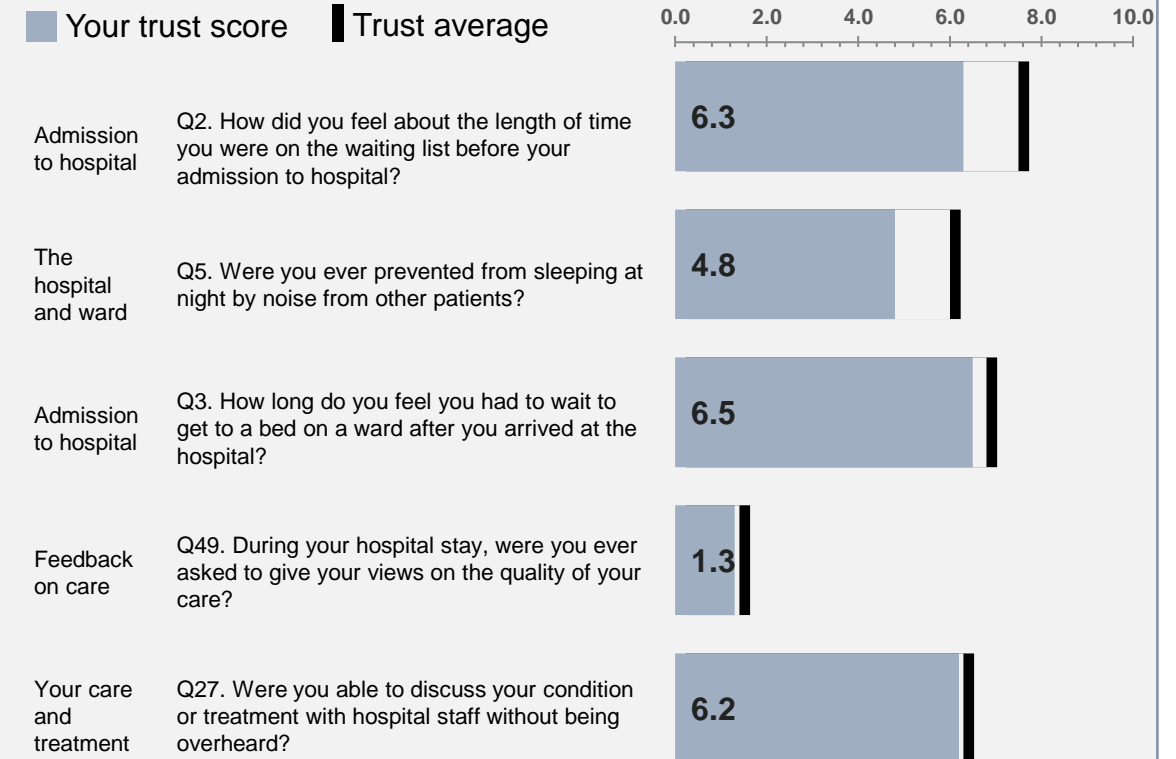 Your trust score Trust average
0.0 2.0 4.0 6.0 8.0 10.0
Admission
to hospital
Q2. How did you feel about the length of time
you were on the waiting list before your
admission to hospital?
6.3
The
hospital
and ward
Q5. Were you ever prevented from sleeping at
night by noise from other patients?
4.8
Admission
to hospital
Q3. How long do you feel you had to wait to
get to a bed on a ward after you arrived at the
hospital?
6.5
Feedback
on care
Q49. During your hospital stay, were you ever
asked to give your views on the quality of your
care?
1.3
Your care
and
treatment
Q27. Were you able to discuss your condition
or treatment with hospital staff without being
overheard?
6.2